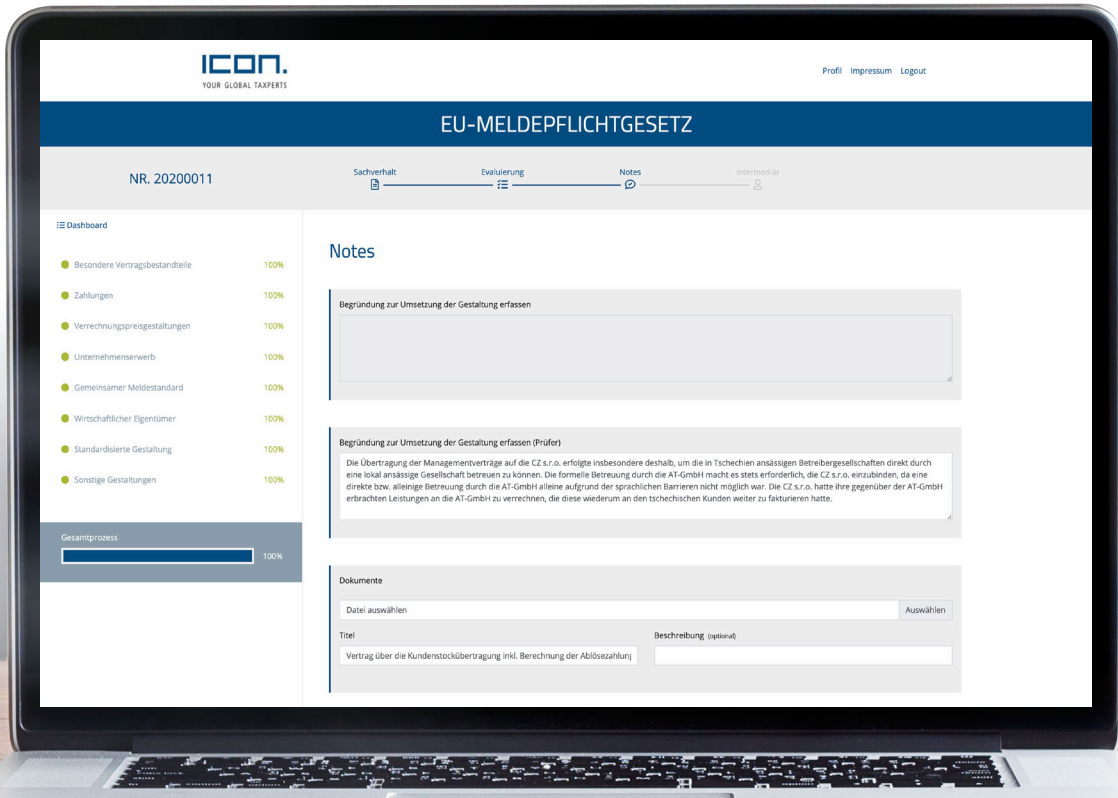 ICON.
YOUR GLOBAL TAXPERTS
Profil Impressum Logout
EU-MELDEPFLICHTGESETZ
NR. 20200011
Sachverhalt
Evaluierung
Notes
Intermediär
Dashboard
Besondere Vertragsbestandteile 100%
Zahlungen 100%
Verrechnungspreisgestaltungen 100%
Unternehmenserwerb 100%
Gemeinsamer Meldestandard 100%
Wirtschaftlicher Eigentümer 100%
Standardisierte Gestaltung 100%
Sonstige Gestaltungen 100%
Gesamtprozess
100%
Notes
Begründung zur Umsetzung der Gestaltung erfassen
Begründung zur Umsetzung der Gestaltung erfassen (Prüfer)
Die Übertragung der Managementverträge auf die CZ s.r.o. erfolgte insbesondere deshalb, um die in Tschechien ansässigen Betreibergesellschaften direkt durch
eine lokal ansässige Gesellschaft betreuen zu können. Die formelle Betreuung durch die AT-GmbH macht es stets erforderlich, die CZ s.r.o. einzubinden, da eine
direkte bzw. alleinige Betreuung durch die AT-GmbH alleine aufgrund der sprachlichen Barrieren nicht möglich war. Die CZ s.r.o. hatte ihre gegenüber der AT-GmbH
erbrachten Leistungen an die AT-GmbH zu verrechnen, die diese wiederum an den tschechischen Kunden weiter zu fakturieren hatte.
Dokumente
Datei auswählen Auswählen
Titel
Beschreibung (optional)
Vertrag über die Kundenstockübertragung inkl. Berechnung der Ablösezahlung